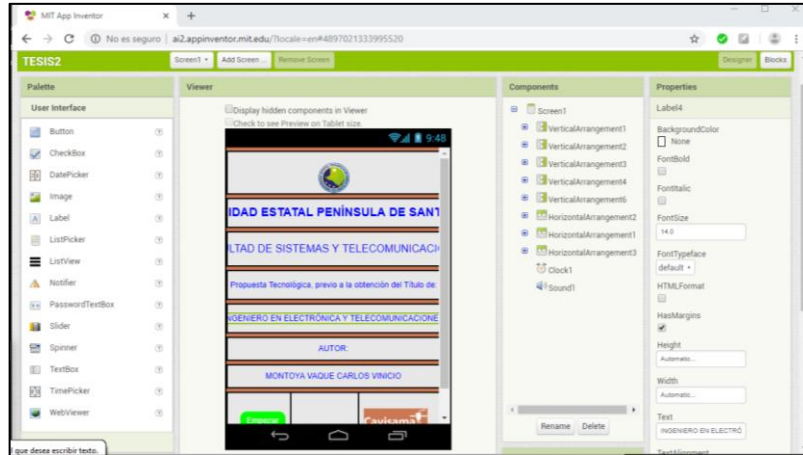 MIT App Inventor
No es seguro | ai2.appinventor.mit.edu/?locale=en#4897021333995520
TESIS2
Screen1
Add Screen ...
Remove Screen
Designer
Blocks
Palette
User Interface
Button
CheckBox
DatePicker
Image
Label
ListPicker
ListView
Notifier
PasswordTextBox
Slider
Spinner
TextBox
TimePicker
WebViewer
que desea escribir texto.
Viewer
Display hidden components in Viewer
Check to see Preview on Tablet size.
9:48
IDAD ESTATAL PENÍNSULA DE SANT
ULTAD DE SISTEMAS Y TELECOMUNICACI
Propuesta Tecnológica, previo a la obtención del Título de:
NGENIERO EN ELECTRÓNICA Y TELECOMUNICACIONE
AUTOR:
MONTOYA VAQUE CARLOS VINICIO
Empezar
Cavisama
Components
Screen1
VerticalArrangement1
VerticalArrangement2
VerticalArrangement3
VerticalArrangement4
VerticalArrangement6
HorizontalArrangement2
HorizontalArrangement1
HorizontalArrangement3
Clock1
Sound1
Rename
Delete
Properties
Label4
BackgroundColor
None
FontBold
FontItalic
FontSize
14.0
FontTypeface
default
HTMLFormat
HasMargins
Height
Automatic...
Width
Automatic...
Text
INGENIERO EN ELECTRÓ
TextAlignment